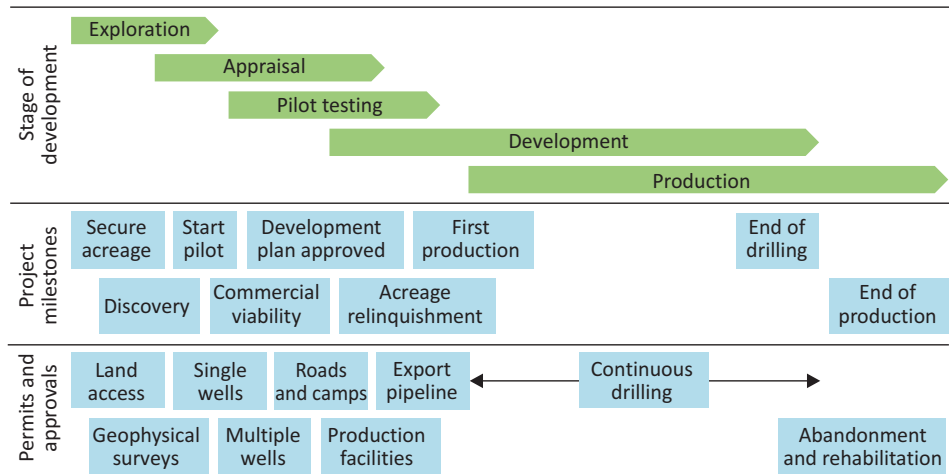 Stage of
development
Exploration
Appraisal
Pilot testing
Development
Production
Project
milestones
Secure
acreage
Start
pilot
Development
plan approved
First
production
End of
drilling
Discovery
Commercial
viability
Acreage
relinquishment
End of
production
Permits and
approvals
Land
access
Single
wells
Roads
and camps
Export
pipeline
Continuous
drilling
Geophysical
surveys
Multiple
wells
Production
facilities
Abandonment
and rehabilitation